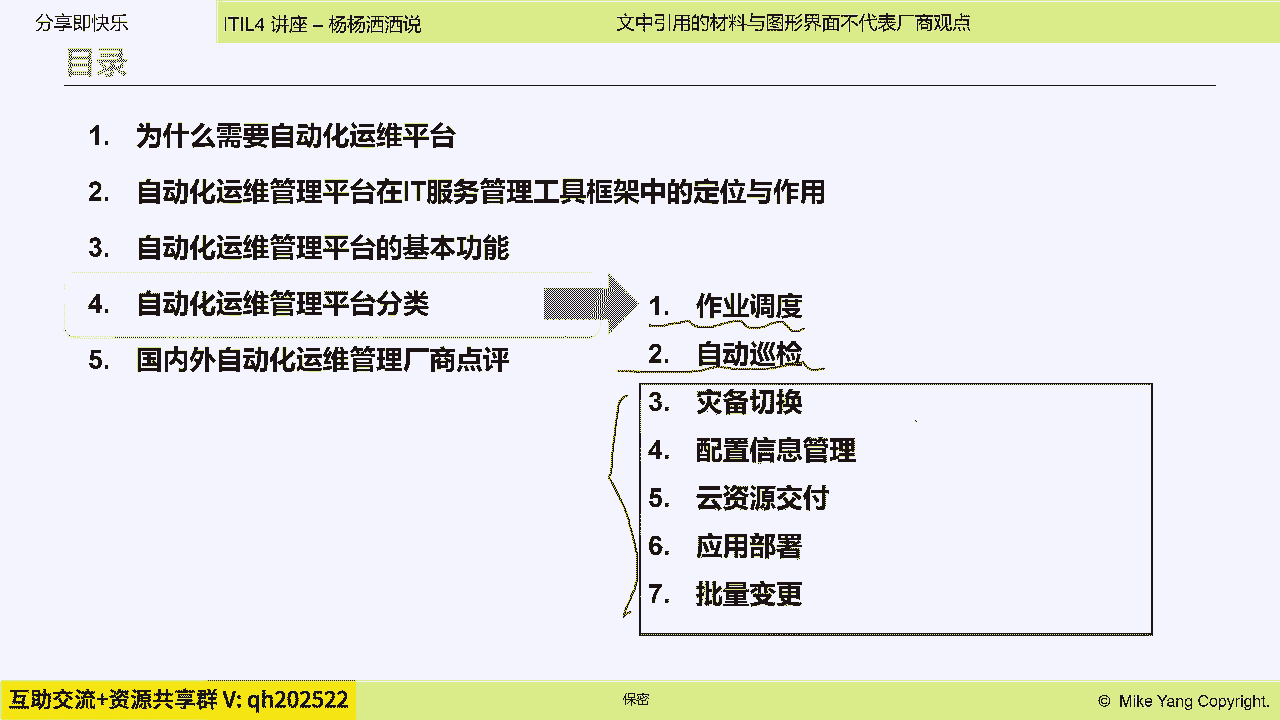 分享即快乐
ITIL4 讲座 – 杨杨洒洒说
文中引用的材料与图形界面不代表厂商观点
目录
1. 为什么需要自动化运维平台
2. 自动化运维管理平台在IT服务管理工具框架中的定位与作用
3. 自动化运维管理平台的基本功能
4. 自动化运维管理平台分类
5. 国内外自动化运维管理厂商点评
1. 作业调度
2. 自动巡检
3. 灾备切换
4. 配置信息管理
5. 云资源交付
6. 应用部署
7. 批量变更
互助交流+资源共享群 V: qh202522
保密
© Mike Yang Copyright.